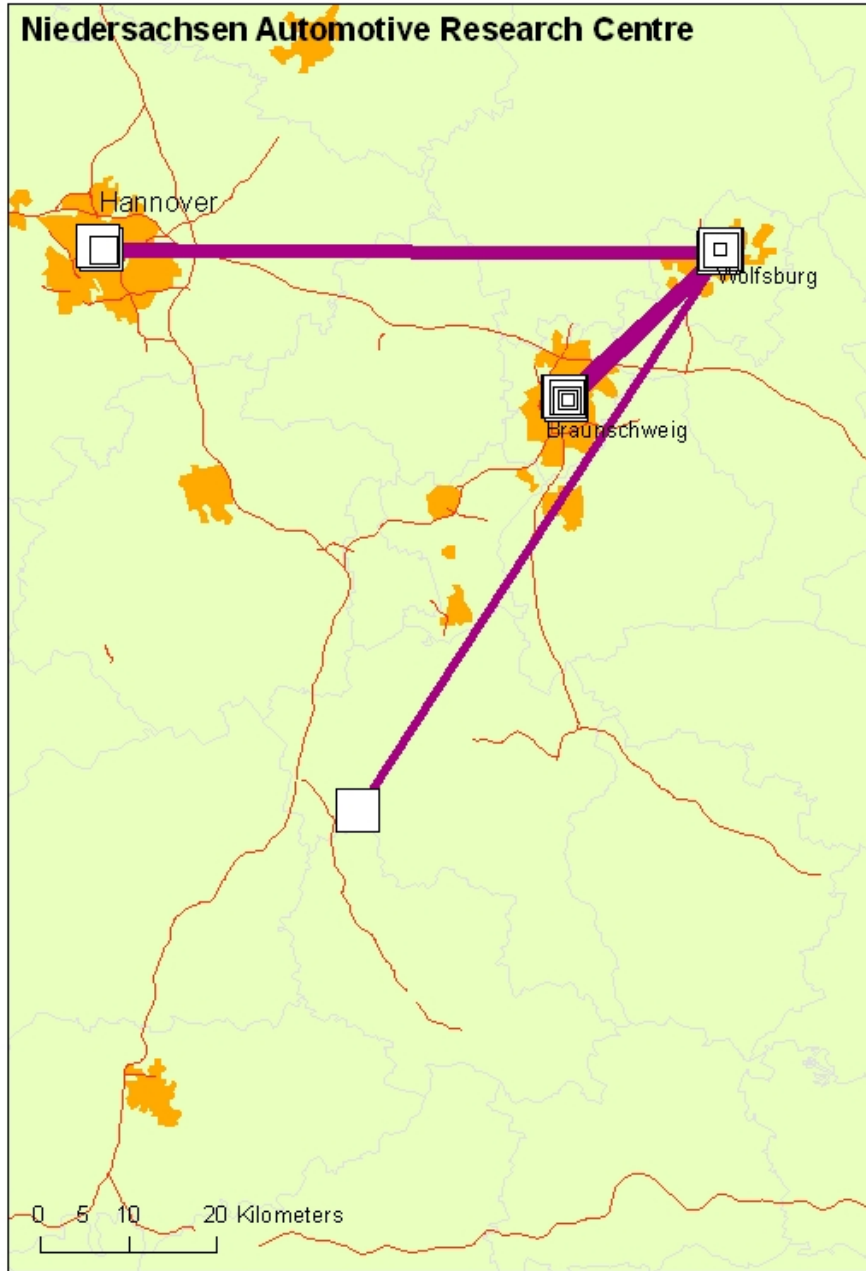 Niedersachsen Automotive Research Centre
Hannover
Wolfsburg
Braunschweig
0 5 10 20 Kilometers